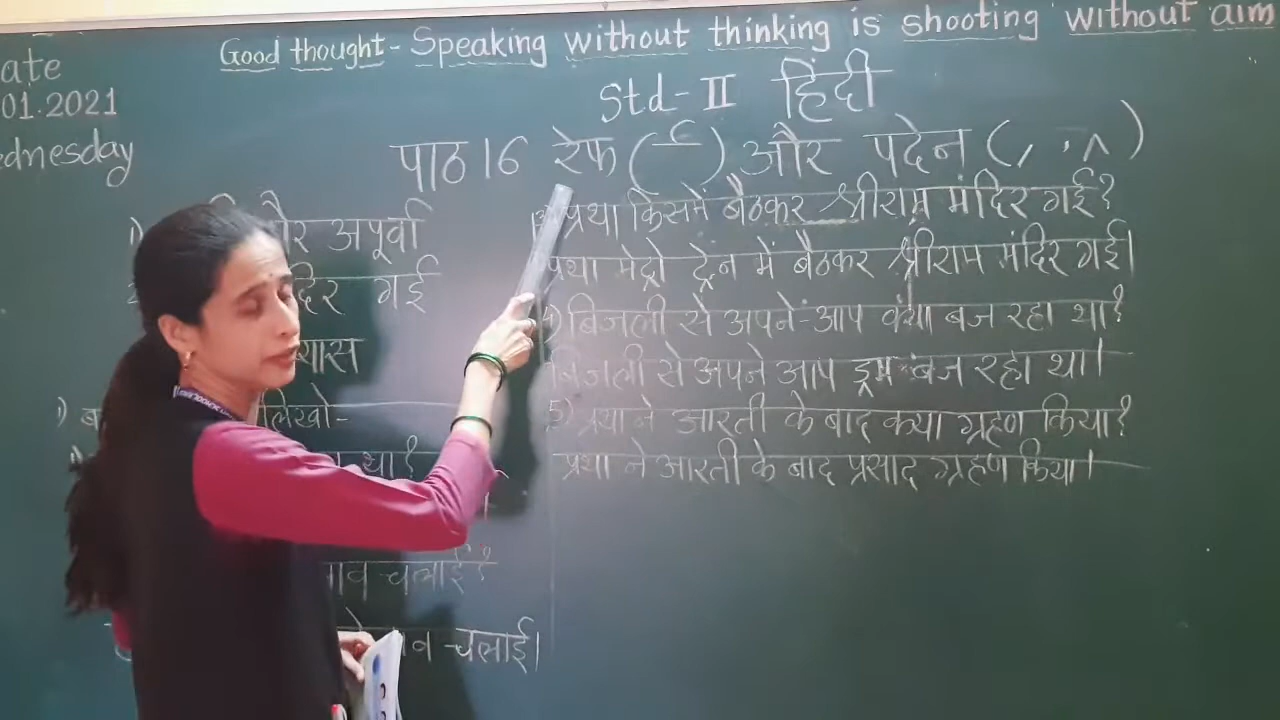 Good thought - Speaking without thinking is shooting without aim
ate
01.2021
dnesday
Std - II हिंदी
पाठ 16 रेफ ( र्‍ ) और पदेन ( ्र , ^ )
अपूर्वा
गई
लिखो-
था?
चलाई?
चलाई।
प्रथा किसमें बैठकर श्रीराम मंदिर गई?
प्रथा मेट्रो ट्रेन में बैठकर श्रीराम मंदिर गई।
4) बिजली से अपने-आप क्या बज रहा था?
बिजली से अपने आप ड्रम बज रहा था।
5) प्रथा ने आरती के बाद क्या ग्रहण किया?
प्रथा ने आरती के बाद प्रसाद ग्रहण किया।